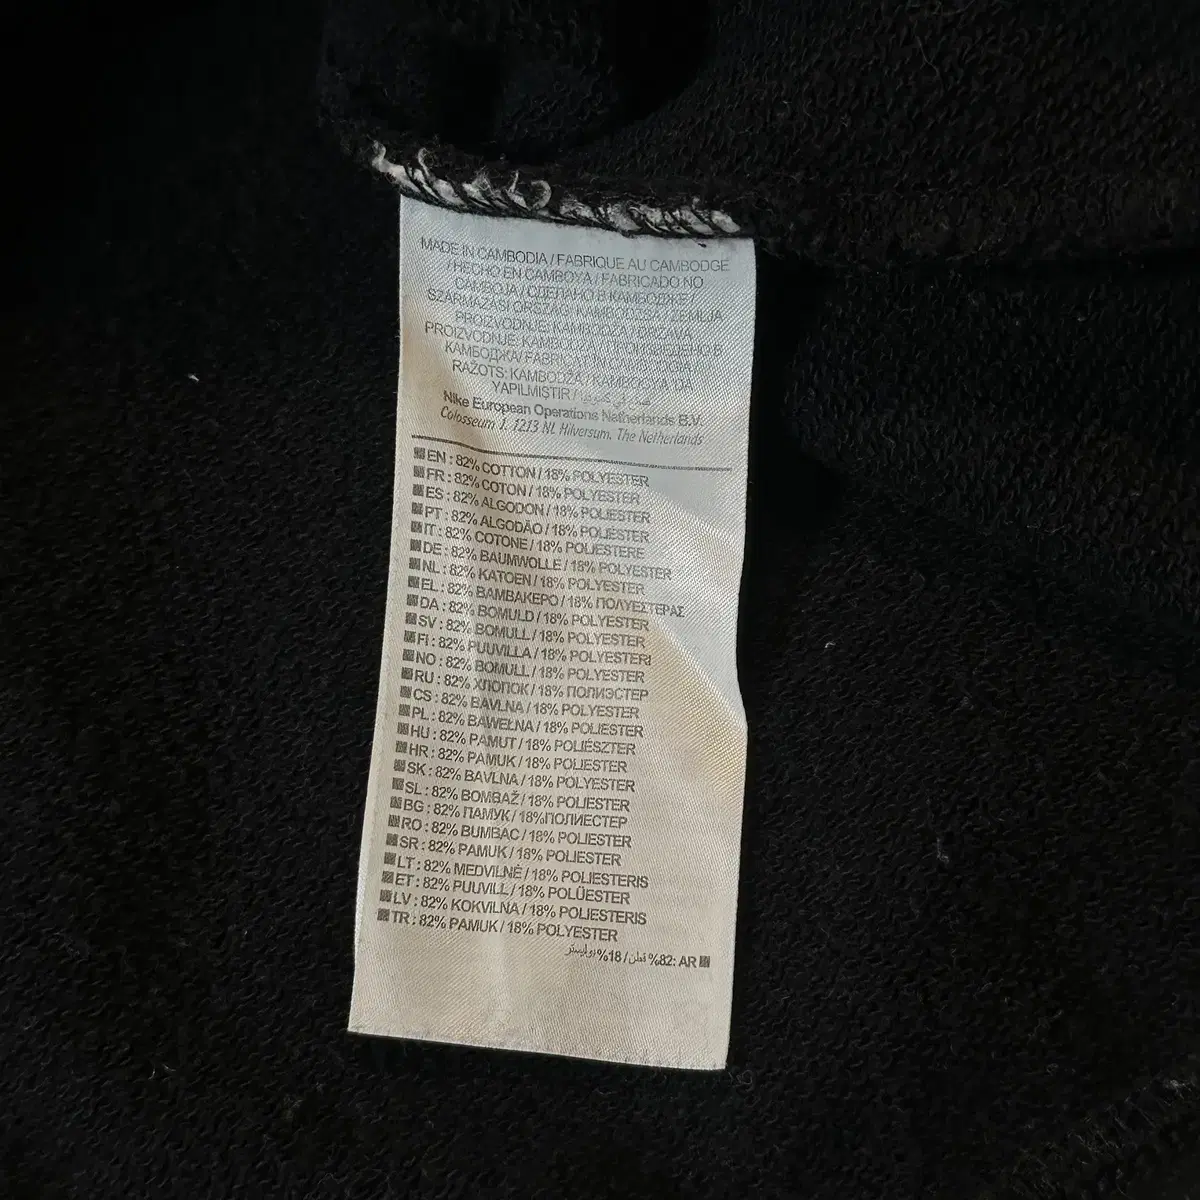 MADE IN CAMBODIA / FABRIQUE AU CAMBODGE
/ HECHO EN CAMBOYA / FABRICADO NO
CAMBOJA / СДЕЛАНО В КАМБОДЖЕ /
SZÁRMAZÁSI ORSZÁG: KAMBODZSA / ZEMLJA
PROIZVODNJE: KAMBODŽA / DRŽAVA
PROIZVODNJE: KAMBODŽA / ПРОИЗВЕДЕНО В
КАМБОДЖА / FABRICAT ÎN CAMBODGIA /
RAŽOTS: KAMBODŽA / KAMBOÇYA'DA
YAPILMIŞTIR /
Nike European Operations Netherlands B.V.
Colosseum 1, 1213 NL Hilversum, The Netherlands
EN : 82% COTTON / 18% POLYESTER
FR : 82% COTON / 18% POLYESTER
ES : 82% ALGODON / 18% POLIESTER
PT : 82% ALGODÃO / 18% POLIESTER
IT : 82% COTONE / 18% POLIESTERE
DE : 82% BAUMWOLLE / 18% POLYESTER
NL : 82% KATOEN / 18% POLYESTER
EL : 82% ΒΑΜΒΑΚΕΡΟ / 18% ΠΟΛΥΕΣΤΕΡΑΣ
DA : 82% BOMULD / 18% POLYESTER
SV : 82% BOMULL / 18% POLYESTER
FI : 82% PUUVILLA / 18% POLYESTERI
NO : 82% BOMULL / 18% POLYESTER
RU : 82% ХЛОПОК / 18% ПОЛИЭСТЕР
CS : 82% BAVLNA / 18% POLYESTER
PL : 82% BAWEŁNA / 18% POLIESTER
HU : 82% PAMUT / 18% POLIÉSZTER
HR : 82% PAMUK / 18% POLIESTER
SK : 82% BAVLNA / 18% POLYESTER
SL : 82% BOMBAŽ / 18% POLIESTER
BG : 82% ПАМУК / 18%ПОЛИЕСТЕР
RO : 82% BUMBAC / 18% POLIESTER
SR : 82% PAMUK / 18% POLIESTER
LT : 82% MEDVILNĖ / 18% POLIESTERIS
ET : 82% PUUVILL / 18% POLÜESTER
LV : 82% KOKVILNA / 18% POLIESTERIS
TR : 82% PAMUK / 18% POLYESTER
AR :82% قطن / 18% بوليستر